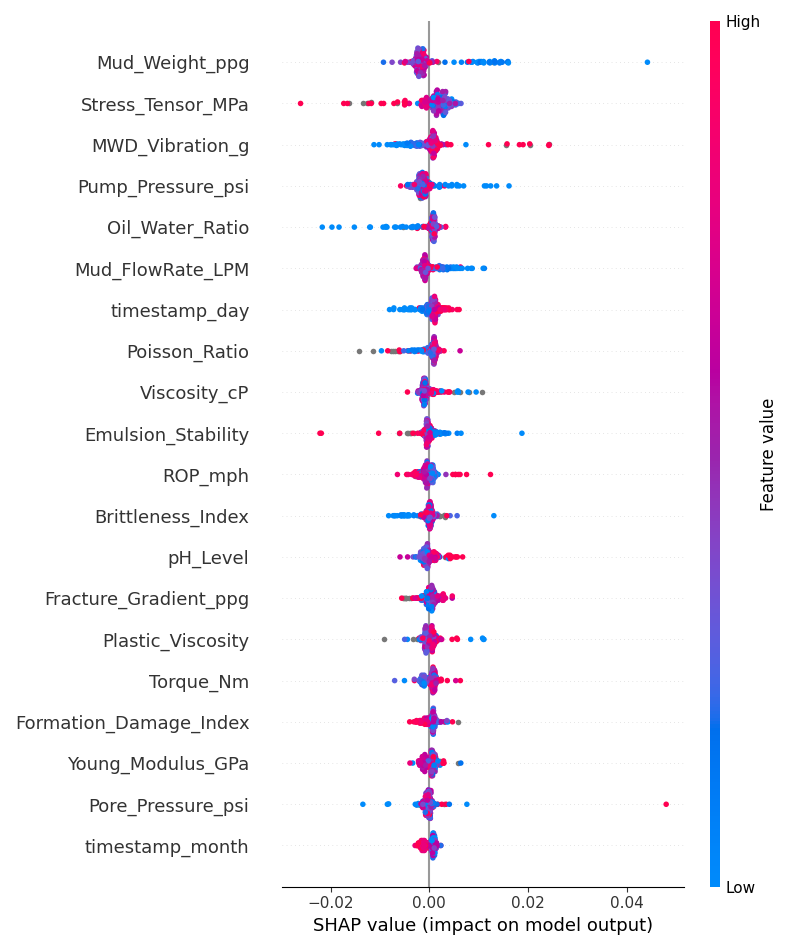 High
Mud_Weight_ppg
Stress_Tensor_MPa
MWD_Vibration_g
Pump_Pressure_psi
Oil_Water_Ratio
Mud_FlowRate_LPM
timestamp_day
Poisson_Ratio
Viscosity_cP
Emulsion_Stability
ROP_mph
Brittleness_Index
pH_Level
Fracture_Gradient_ppg
Plastic_Viscosity
Torque_Nm
Formation_Damage_Index
Young_Modulus_GPa
Pore_Pressure_psi
timestamp_month
Feature value
Low
−0.02 0.00 0.02 0.04
SHAP value (impact on model output)